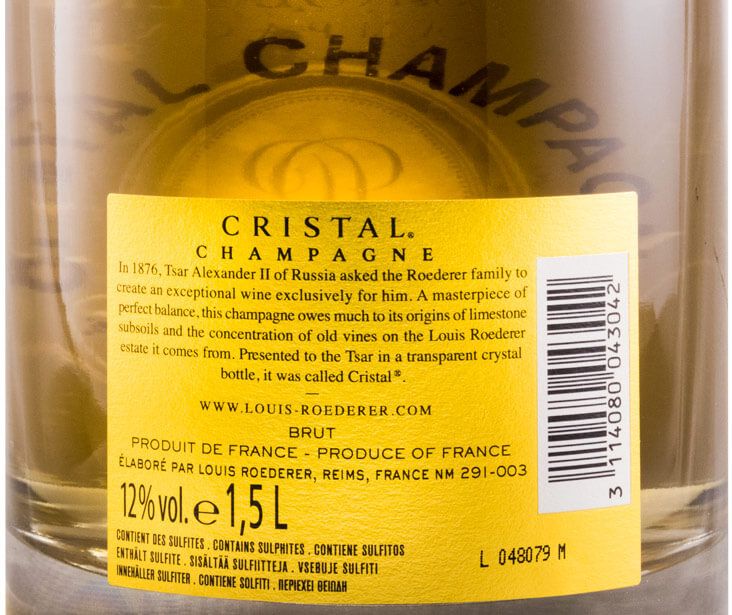 CRISTAL CHAMPAGNE
CRISTAL®
CHAMPAGNE
In 1876, Tsar Alexander II of Russia asked the Roederer family to
create an exceptional wine exclusively for him. A masterpiece of
perfect balance, this champagne owes much to its origins of limestone
subsoils and the concentration of old vines on the Louis Roederer
estate it comes from. Presented to the Tsar in a transparent crystal
bottle, it was called Cristal®.
WWW.LOUIS-ROEDERER.COM
BRUT
PRODUIT DE FRANCE - PRODUCE OF FRANCE
ÉLABORÉ PAR LOUIS ROEDERER, REIMS, FRANCE NM 291-003
12%vol. e 1,5 L
CONTIENT DES SULFITES . CONTAINS SULPHITES . CONTIENE SULFITOS
ENTHÄLT SULFITE . SISÄLTÄÄ SULFIITTEJA . VSEBUJE SULFITI
INNEHÅLLER SULFITER . CONTIENE SOLFITI . ΠΕΡΙΕΧΕΙ ΘΕΙΩΔΗ
L 048079 M
3 114080 043042